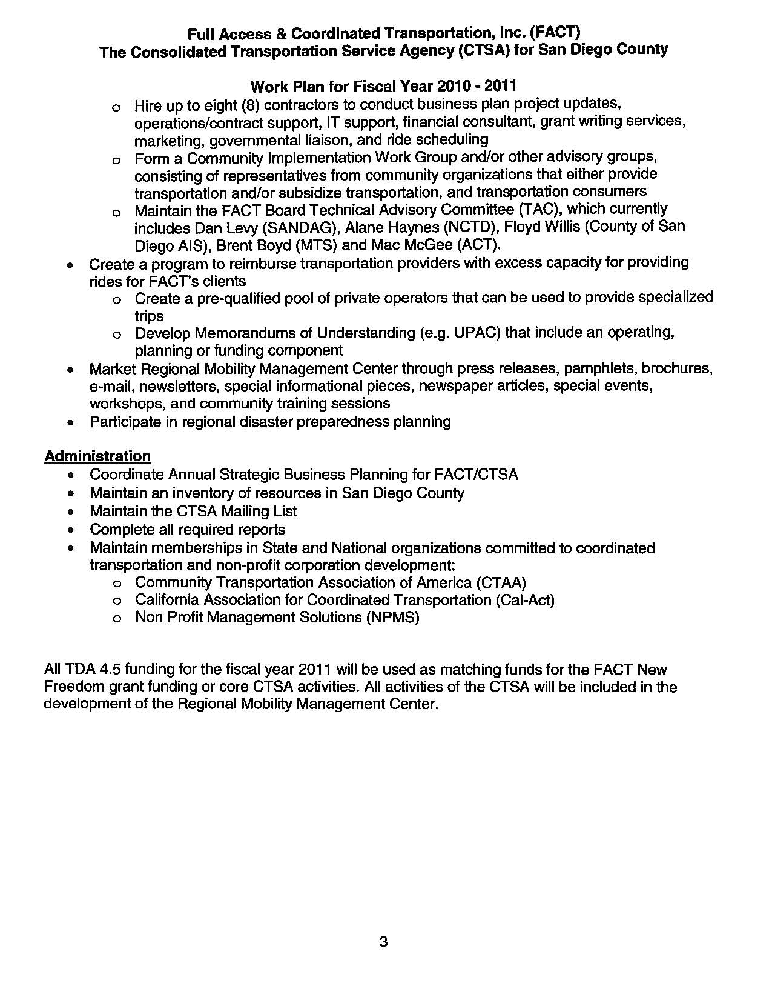 Full Access & Coordinated Transportation, Inc. (FACT)
The Consolidated Transportation Service Agency (CTSA) for San Diego County
Work Plan for Fiscal Year 2010 - 2011
o Hire up to eight (8) contractors to conduct business plan project updates,
operations/contract support, IT support, financial consultant, grant writing services,
marketing, governmental liaison, and ride scheduling
o Form a Community Implementation Work Group and/or other advisory groups,
consisting of representatives from community organizations that either provide
transportation and/or subsidize transportation, and transportation consumers
o Maintain the FACT Board Technical Advisory Committee (TAC), which currently
includes Dan Levy (SANDAG), Alane Haynes (NCTD), Floyd Willis (County of San
Diego AIS), Brent Boyd (MTS) and Mac McGee (ACT).
• Create a program to reimburse transportation providers with excess capacity for providing
rides for FACT's clients
o Create a pre-qualified pool of private operators that can be used to provide specialized
trips
o Develop Memorandums of Understanding (e.g. UPAC) that include an operating,
planning or funding component
• Market Regional Mobility Management Center through press releases, pamphlets, brochures,
e-mail, newsletters, special informational pieces, newspaper articles, special events,
workshops, and community training sessions
• Participate in regional disaster preparedness planning
Administration
• Coordinate Annual Strategic Business Planning for FACT/CTSA
• Maintain an inventory of resources in San Diego County
• Maintain the CTSA Mailing List
• Complete all required reports
• Maintain memberships in State and National organizations committed to coordinated
transportation and non-profit corporation development:
o Community Transportation Association of America (CTAA)
o California Association for Coordinated Transportation (Cal-Act)
o Non Profit Management Solutions (NPMS)
All TDA 4.5 funding for the fiscal year 2011 will be used as matching funds for the FACT New
Freedom grant funding or core CTSA activities. All activities of the CTSA will be included in the
development of the Regional Mobility Management Center.
3